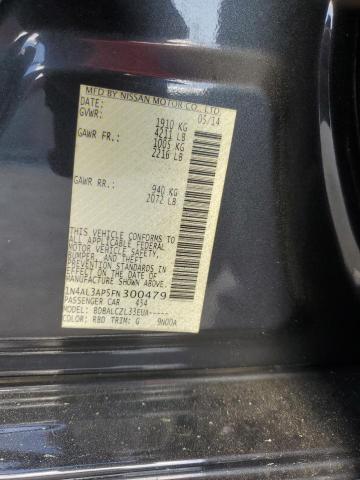 MFD BY NISSAN MOTOR CO., LTD.
DATE: 05/14
GVWR: 1910 KG
4211 LB
GAWR FR: 1005 KG
2216 LB
GAWR RR: 940 KG
2072 LB
THIS VEHICLE CONFORMS TO
ALL APPLICABLE FEDERAL
MOTOR VEHICLE SAFETY,
BUMPER, AND THEFT
PREVENTION STANDARDS IN
EFFECT ON THE DATE OF
MANUFACTURE SHOWN ABOVE.
1N4AL3AP5FN300479
PASSENGER CAR 454
MODEL: BDBALCZL33EUA-----
COLOR: RBD TRIM: G 9N00A